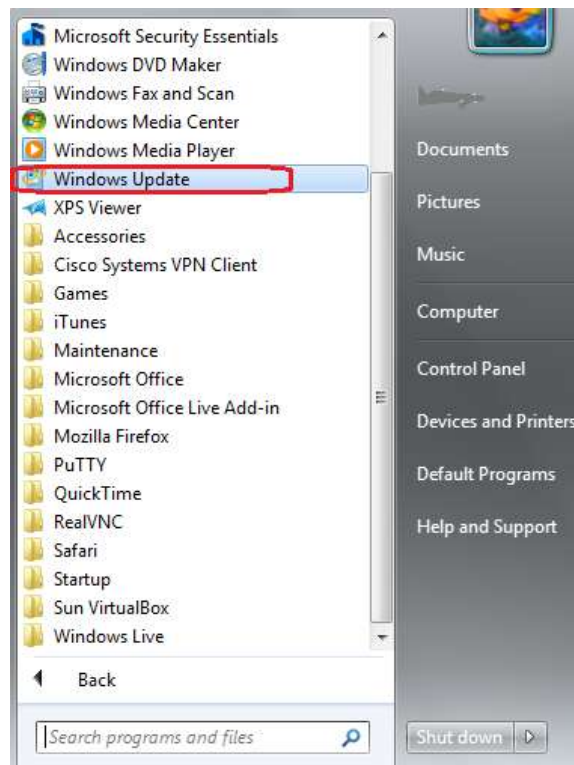 Microsoft Security Essentials
Windows DVD Maker
Windows Fax and Scan
Windows Media Center
Windows Media Player
Windows Update
XPS Viewer
Accessories
Cisco Systems VPN Client
Games
iTunes
Maintenance
Microsoft Office
Microsoft Office Live Add-in
Mozilla Firefox
PuTTY
QuickTime
RealVNC
Safari
Startup
Sun VirtualBox
Windows Live
Back
Search programs and files
Documents
Pictures
Music
Computer
Control Panel
Devices and Printers
Default Programs
Help and Support
Shut down